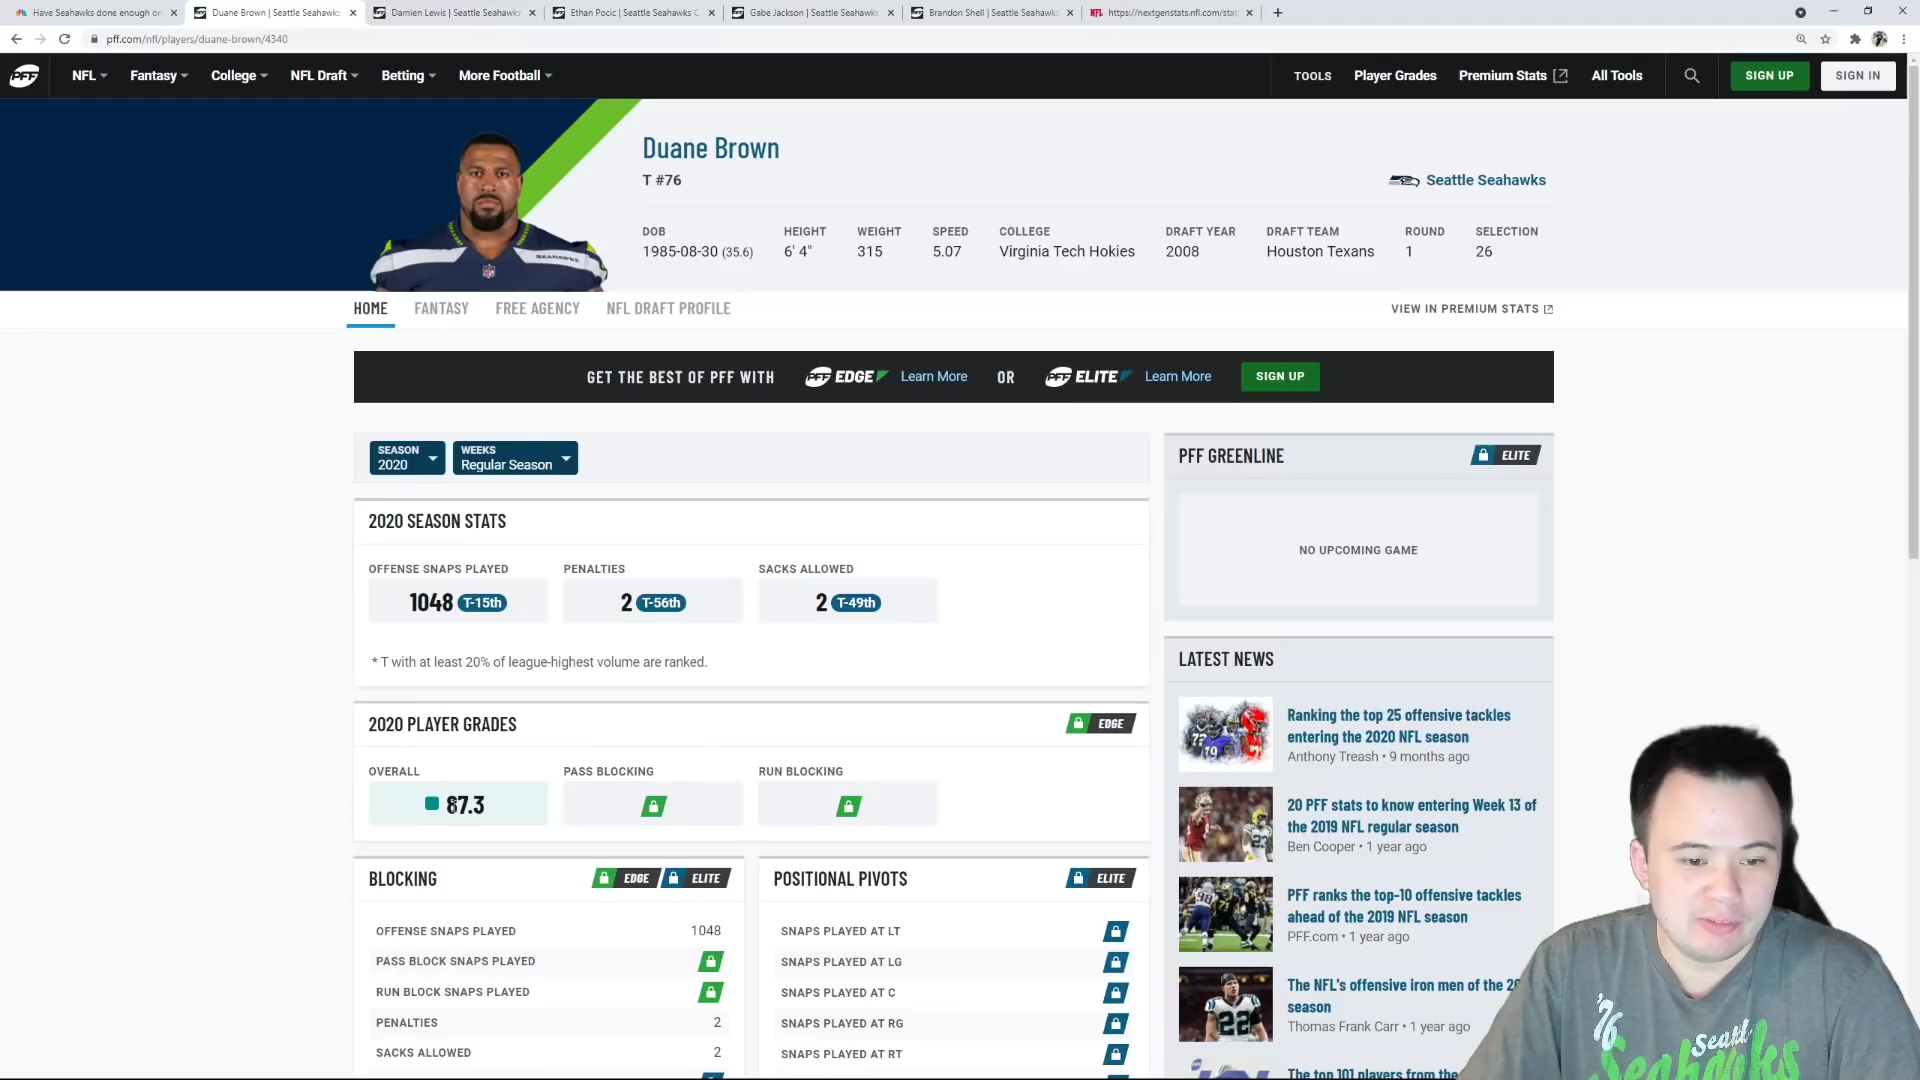 Have Seahawks done enough on
Duane Brown | Seattle Seahawks
Damien Lewis | Seattle Seahawks
Ethan Pocic | Seattle Seahawks C
Gabe Jackson | Seattle Seahawks
Brandon Shell | Seattle Seahawks
https://nextgenstats.nfl.com/stat
pff.com/nfl/players/duane-brown/4340
PFF NFL Fantasy College NFL Draft Betting More Football TOOLS Player Grades Premium Stats All Tools SIGN UP SIGN IN
Duane Brown
T #76
Seattle Seahawks
DOB HEIGHT WEIGHT SPEED COLLEGE DRAFT YEAR DRAFT TEAM ROUND SELECTION
1985-08-30 (35.6) 6' 4" 315 5.07 Virginia Tech Hokies 2008 Houston Texans 1 26
SEAHAWKS
HOME FANTASY FREE AGENCY NFL DRAFT PROFILE VIEW IN PREMIUM STATS
GET THE BEST OF PFF WITH PFF EDGE Learn More OR PFF ELITE Learn More SIGN UP
SEASON
2020
WEEKS
Regular Season
2020 SEASON STATS
OFFENSE SNAPS PLAYED PENALTIES SACKS ALLOWED
1048 T-15th 2 T-56th 2 T-49th
* T with at least 20% of league-highest volume are ranked.
2020 PLAYER GRADES EDGE
OVERALL PASS BLOCKING RUN BLOCKING
87.3
BLOCKING EDGE ELITE
OFFENSE SNAPS PLAYED 1048
PASS BLOCK SNAPS PLAYED
RUN BLOCK SNAPS PLAYED
PENALTIES 2
SACKS ALLOWED 2
POSITIONAL PIVOTS ELITE
SNAPS PLAYED AT LT
SNAPS PLAYED AT LG
SNAPS PLAYED AT C
SNAPS PLAYED AT RG
SNAPS PLAYED AT RT
PFF GREENLINE ELITE
NO UPCOMING GAME
LATEST NEWS
Ranking the top 25 offensive tackles
entering the 2020 NFL season
Anthony Treash • 9 months ago
20 PFF stats to know entering Week 13 of
the 2019 NFL regular season
Ben Cooper • 1 year ago
PFF ranks the top-10 offensive tackles
ahead of the 2019 NFL season
PFF.com • 1 year ago
The NFL's offensive iron men of the 20
season
Thomas Frank Carr • 1 year ago
The top 101 players from the
'76
Seattle
Seahawks